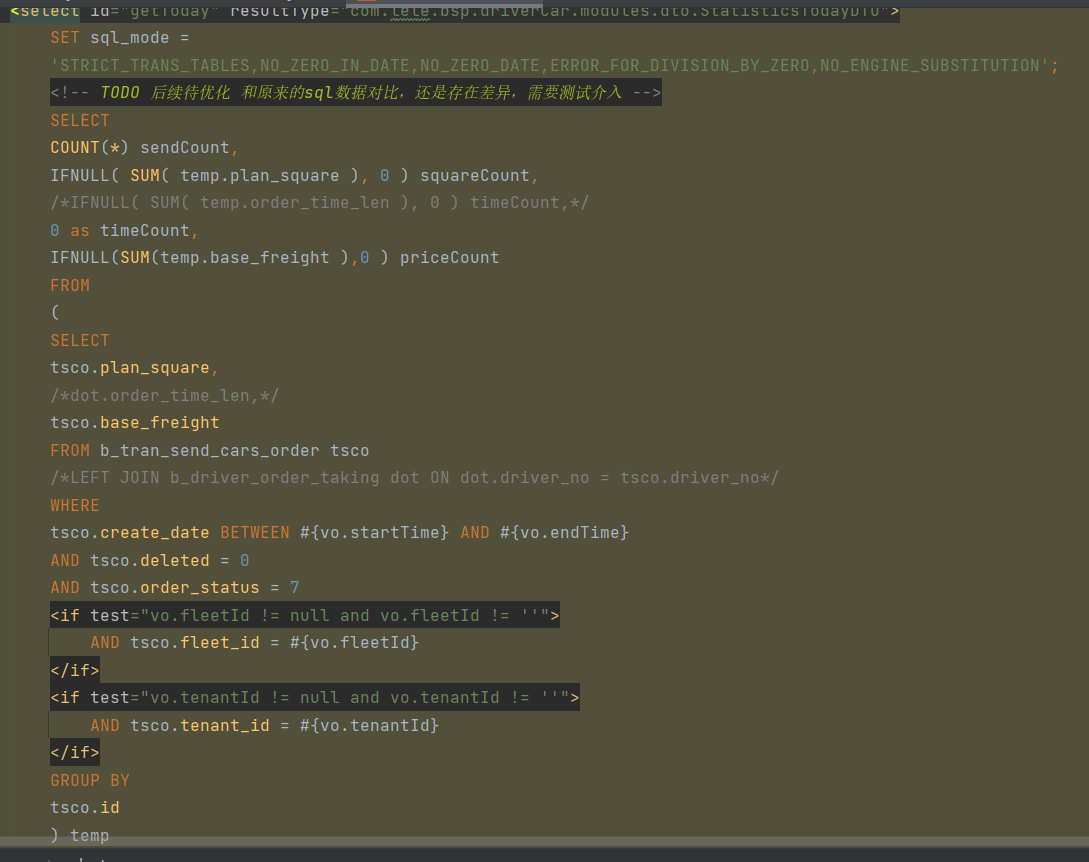 <select id="getToday" resultType="com.lete.bsp.driverCar.modules.dto.StatisticsTodayDTO">
SET sql_mode =
'STRICT_TRANS_TABLES,NO_ZERO_IN_DATE,NO_ZERO_DATE,ERROR_FOR_DIVISION_BY_ZERO,NO_ENGINE_SUBSTITUTION';
<!-- TODO 后续待优化 和原来的sql数据对比，还是存在差异，需要测试介入 -->
SELECT
COUNT(*) sendCount,
IFNULL( SUM( temp.plan_square ), 0 ) squareCount,
/*IFNULL( SUM( temp.order_time_len ), 0 ) timeCount,*/
0 as timeCount,
IFNULL(SUM(temp.base_freight ),0 ) priceCount
FROM
(
SELECT
tsco.plan_square,
/*dot.order_time_len,*/
tsco.base_freight
FROM b_tran_send_cars_order tsco
/*LEFT JOIN b_driver_order_taking dot ON dot.driver_no = tsco.driver_no*/
WHERE
tsco.create_date BETWEEN #{vo.startTime} AND #{vo.endTime}
AND tsco.deleted = 0
AND tsco.order_status = 7
<if test="vo.fleetId != null and vo.fleetId != ''">
AND tsco.fleet_id = #{vo.fleetId}
</if>
<if test="vo.tenantId != null and vo.tenantId != ''">
AND tsco.tenant_id = #{vo.tenantId}
</if>
GROUP BY
tsco.id
) temp